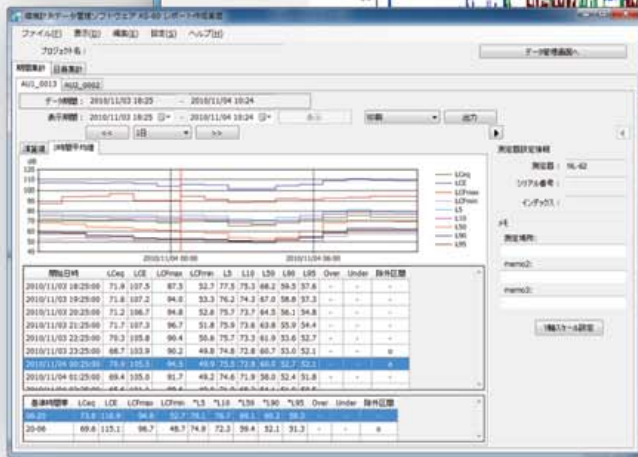 環境計測データ管理ソフトウェア AS-60 レポート作成画面
ファイル(F) 表示(D) 編集(E) 設定(S) ヘルプ(H)
プロジェクト名：
データ管理画面へ
時間集計 日報集計
AU1_0013 AU2_0002
データ期間： 2010/11/03 18:25 - 2010/11/04 10:24
表示期間： 2010/11/03 18:25 - 2010/11/04 10:24 表示 印刷 出力
<< 1日 >>
演算値 1時間平均値
dB
120
110
100
90
80
70
60
50
40
2010/11/04 00:00 2010/11/04 06:00
LCeq
LCE
LCFmax
LCFmin
L5
L10
L50
L90
L95
測定器設定情報
測定器： NL-62
シリアル番号：
インデックス：
メモ
測定場所：
memo2:
memo3:
Y軸スケール設定
開始日時 LCeq LCE LCFmax LCFmin L5 L10 L50 L90 L95 Over Under 除外区間
2010/11/03 18:25:00 71.9 107.5 87.5 52.7 77.5 75.3 68.2 59.5 57.6 - - -
2010/11/03 19:25:00 71.6 107.2 94.0 53.3 76.2 74.3 67.0 58.8 57.3 - - -
2010/11/03 20:25:00 71.2 106.7 94.8 52.8 75.7 73.7 64.5 56.1 54.8 - - -
2010/11/03 21:25:00 71.7 107.3 96.7 51.8 75.9 73.6 63.8 55.9 54.4 - - -
2010/11/03 22:25:00 70.3 105.8 90.4 50.8 75.7 73.3 61.9 53.6 52.7 - - -
2010/11/03 23:25:00 68.7 103.9 90.2 49.8 74.8 72.8 60.7 53.0 52.1 - - o
2010/11/04 00:25:00
2010/11/04 01:25:00 69.4 105.0 91.7 49.2 74.6 71.9 58.0 52.4 51.8 - -
基準時間帯 LCeq LCE LCFmax LCFmin *L5 *L10 *L50 *L90 *L95 Over Under 除外区間
06-20
20-06 69.6 115.1 96.7 48.7 74.9 72.3 59.4 52.1 51.3 - - o